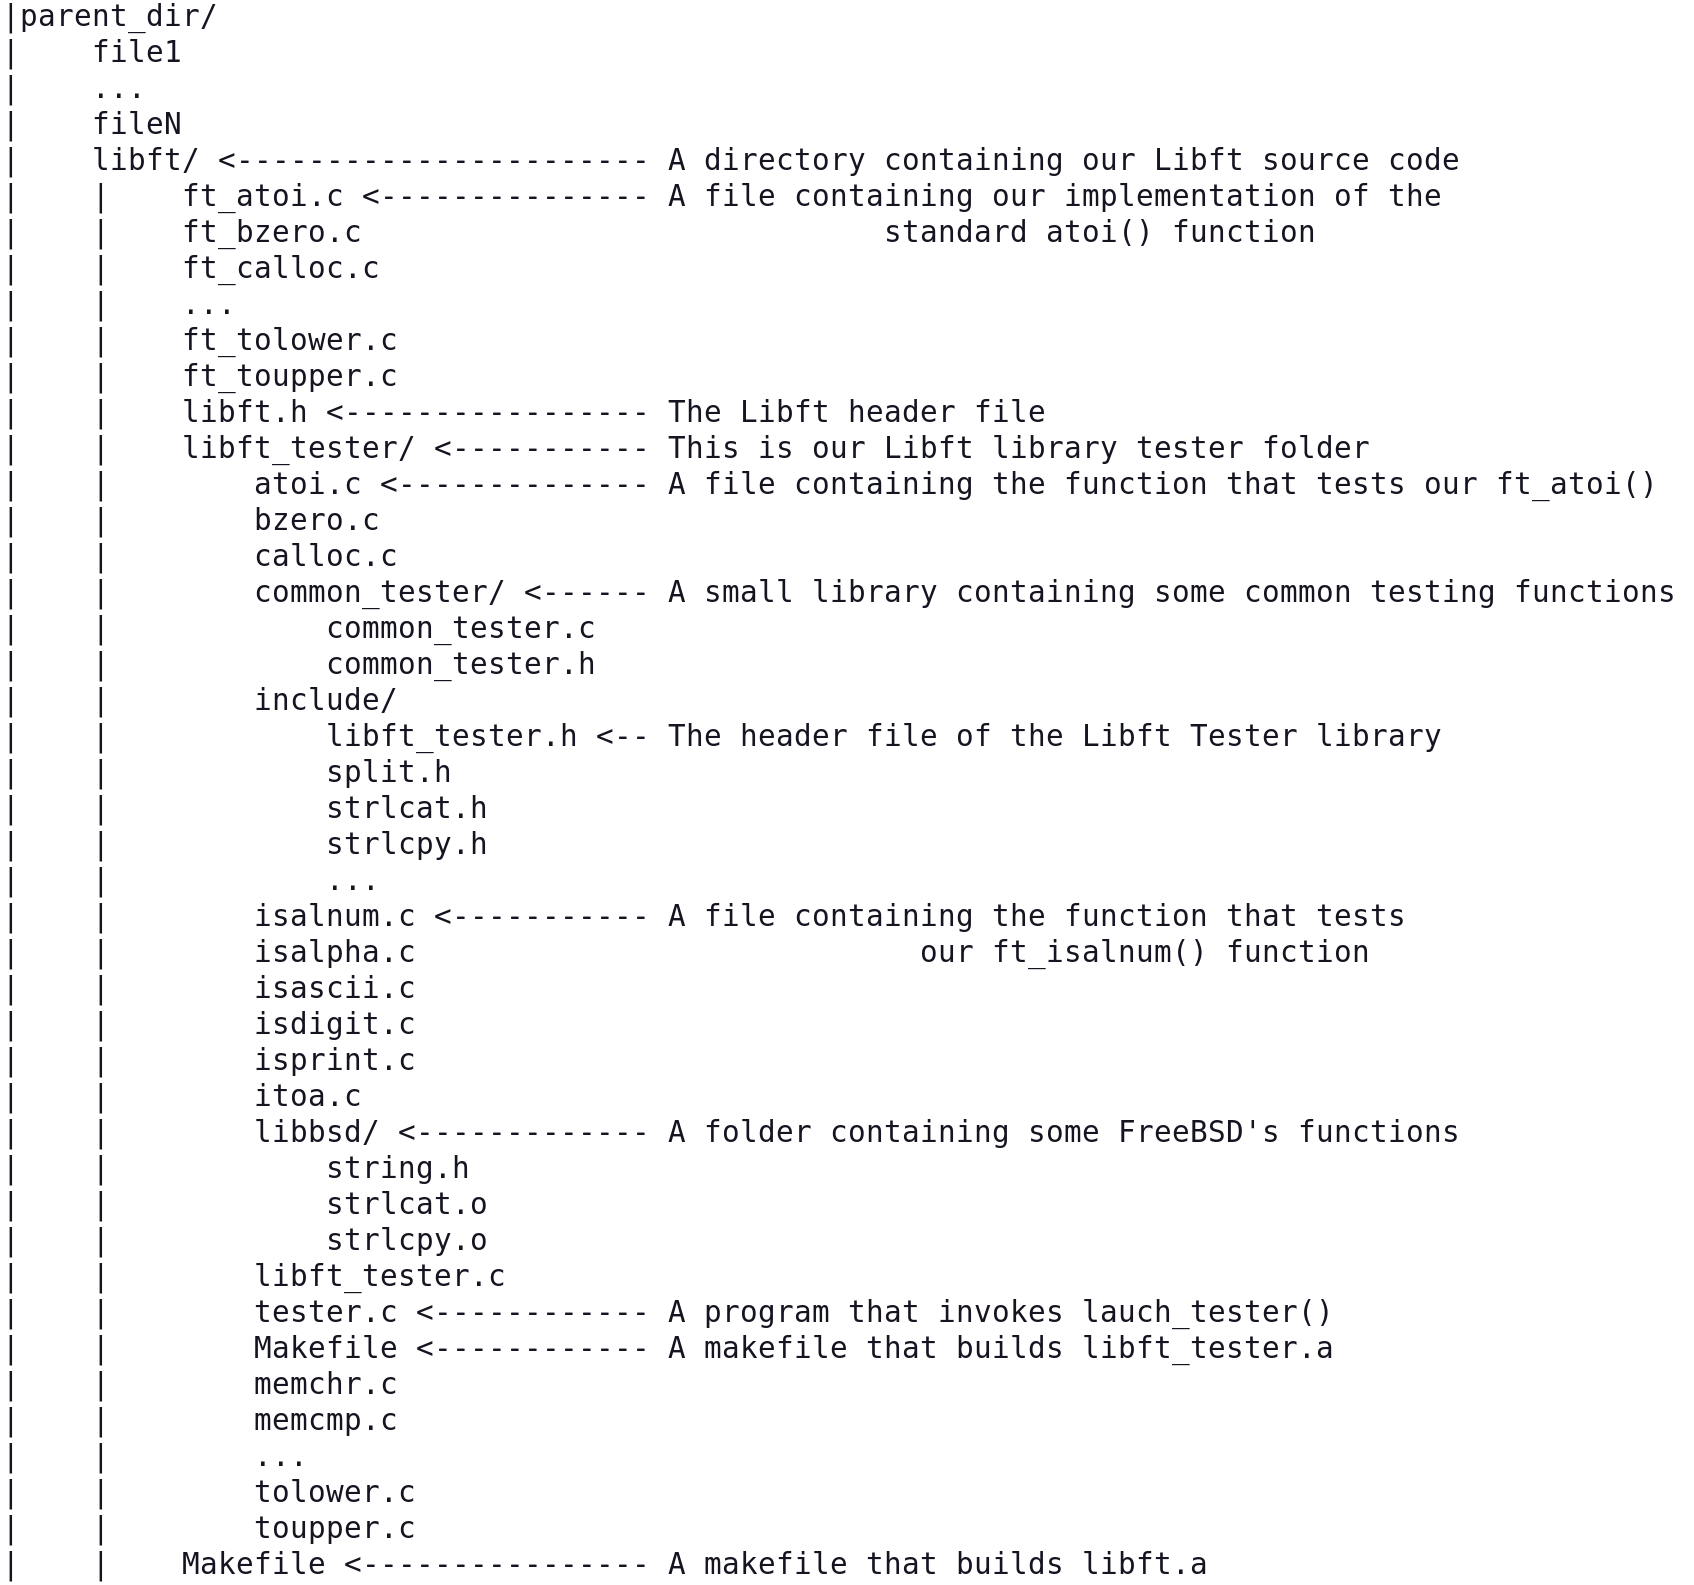 |parent_dir/
|    file1
|    ...
|    fileN
|    libft/ <----------------------- A directory containing our Libft source code
|    |    ft_atoi.c <--------------- A file containing our implementation of the
|    |    ft_bzero.c                             standard atoi() function
|    |    ft_calloc.c
|    |    ...
|    |    ft_tolower.c
|    |    ft_toupper.c
|    |    libft.h <----------------- The Libft header file
|    |    libft_tester/ <----------- This is our Libft library tester folder
|    |        atoi.c <-------------- A file containing the function that tests our ft_atoi()
|    |        bzero.c
|    |        calloc.c
|    |        common_tester/ <------ A small library containing some common testing functions
|    |            common_tester.c
|    |            common_tester.h
|    |        include/
|    |            libft_tester.h <-- The header file of the Libft Tester library
|    |            split.h
|    |            strlcat.h
|    |            strlcpy.h
|    |            ...
|    |        isalnum.c <----------- A file containing the function that tests
|    |        isalpha.c                            our ft_isalnum() function
|    |        isascii.c
|    |        isdigit.c
|    |        isprint.c
|    |        itoa.c
|    |        libbsd/ <------------- A folder containing some FreeBSD's functions
|    |            string.h
|    |            strlcat.o
|    |            strlcpy.o
|    |        libft_tester.c
|    |        tester.c <------------ A program that invokes lauch_tester()
|    |        Makefile <------------ A makefile that builds libft_tester.a
|    |        memchr.c
|    |        memcmp.c
|    |        ...
|    |        tolower.c
|    |        toupper.c
|    |    Makefile <---------------- A makefile that builds libft.a